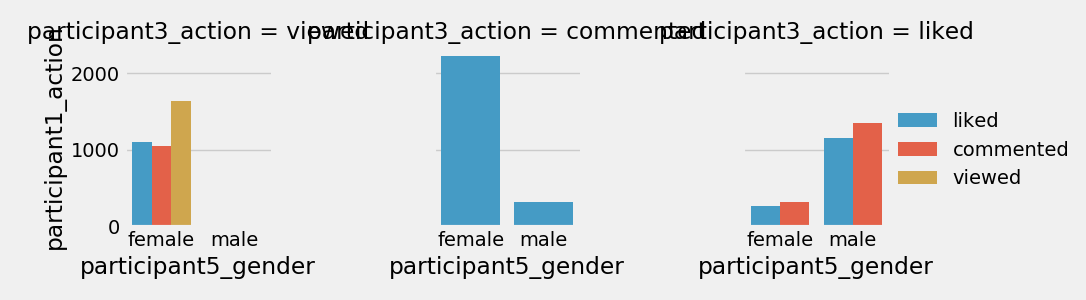 participant3_action = viewed
participant3_action = commented
participant3_action = liked
participant1_action
2000
1000
0
female male
female male
female male
participant5_gender
participant5_gender
participant5_gender
liked
commented
viewed